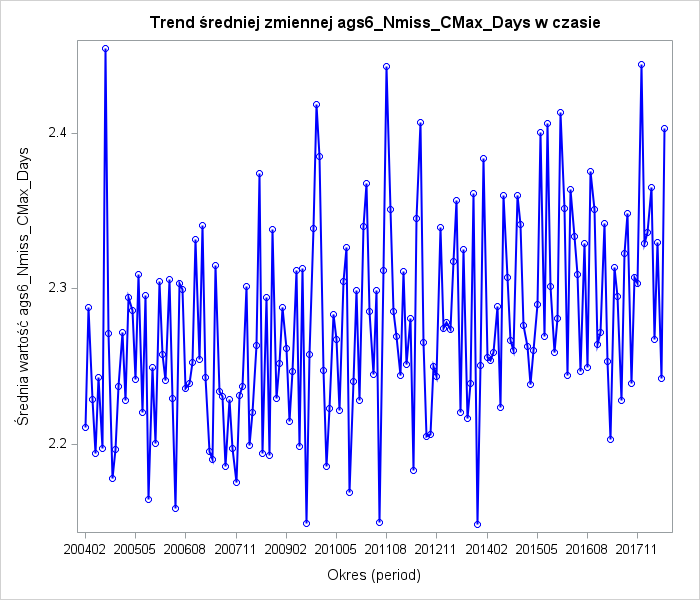 Trend średniej zmiennej ags6_Nmiss_CMax_Days w czasie
Średnia wartość ags6_Nmiss_CMax_Days
2.4
2.3
2.2
200402 200505 200608 200711 200902 201005 201108 201211 201402 201505 201608 201711
Okres (period)